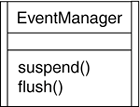 EventManager
suspend()
flush()